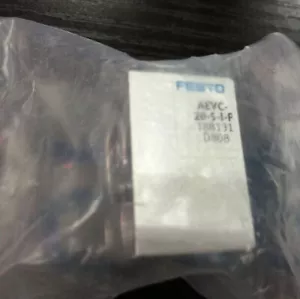 FESTO
AEVC-
20-5-I-P
188131
D808